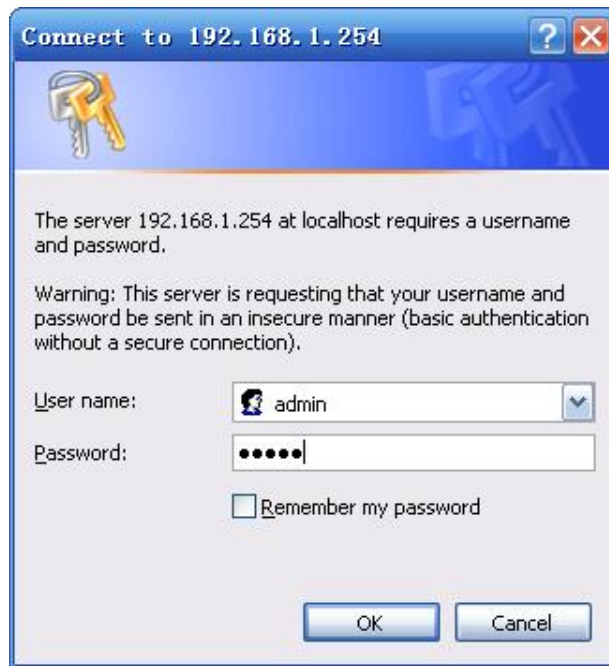 Connect to 192.168.1.254
The server 192.168.1.254 at localhost requires a username
and password.
Warning: This server is requesting that your username and
password be sent in an insecure manner (basic authentication
without a secure connection).
User name: admin
Password: •••••
Remember my password
OK Cancel